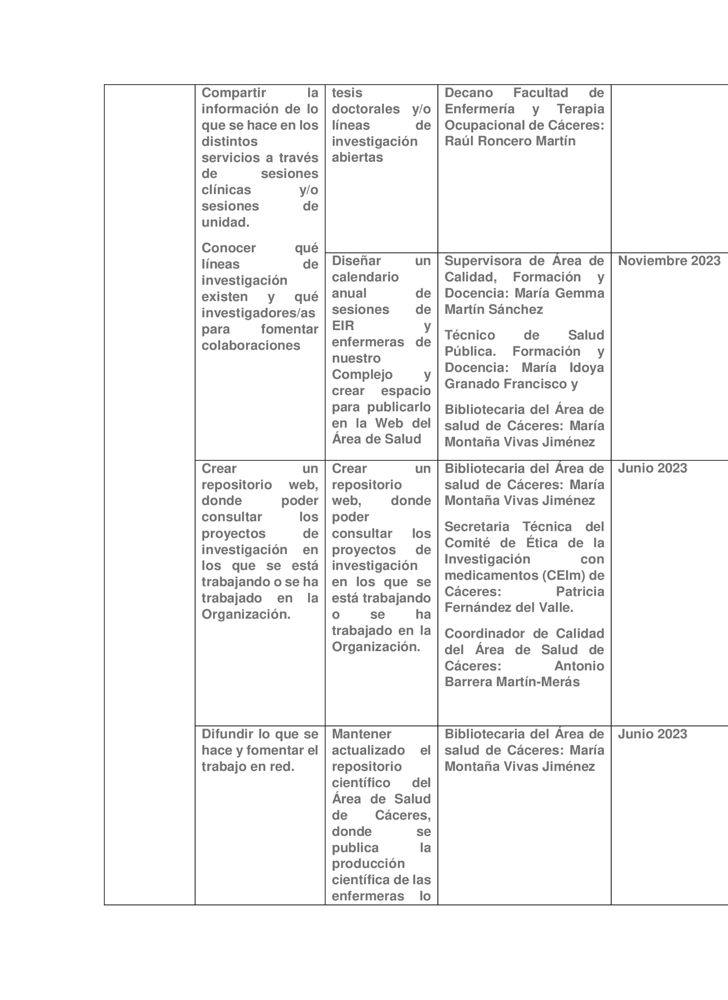 Compartir la
información de lo
que se hace en los
distintos
servicios a través
de sesiones
clínicas y/o
sesiones de
unidad.
Conocer qué
líneas de
investigación
existen y qué
investigadores/as
para fomentar
colaboraciones
tesis
doctorales y/o
líneas de
investigación
abiertas
Decano Facultad de
Enfermería y Terapia
Ocupacional de Cáceres:
Raúl Roncero Martín
Diseñar un
calendario
anual de
sesiones de
EIR y
enfermeras de
nuestro
Complejo y
crear espacio
para publicarlo
en la Web del
Área de Salud
Supervisora de Área de
Calidad, Formación y
Docencia: María Gemma
Martín Sánchez
Técnico de Salud
Pública. Formación y
Docencia: María Idoya
Granado Francisco y
Bibliotecaria del Área de
salud de Cáceres: María
Montaña Vivas Jiménez
Noviembre 2023
Crear un
repositorio web,
donde poder
consultar los
proyectos de
investigación en
los que se está
trabajando o se ha
trabajado en la
Organización.
Crear un
repositorio
web, donde
poder
consultar los
proyectos de
investigación
en los que se
está trabajando
o se ha
trabajado en la
Organización.
Bibliotecaria del Área de
salud de Cáceres: María
Montaña Vivas Jiménez
Secretaria Técnica del
Comité de Ética de la
Investigación con
medicamentos (CEIm) de
Cáceres: Patricia
Fernández del Valle.
Coordinador de Calidad
del Área de Salud de
Cáceres: Antonio
Barrera Martín-Merás
Junio 2023
Difundir lo que se
hace y fomentar el
trabajo en red.
Mantener
actualizado el
repositorio
científico del
Área de Salud
de Cáceres,
donde se
publica la
producción
científica de las
enfermeras lo
Bibliotecaria del Área de
salud de Cáceres: María
Montaña Vivas Jiménez
Junio 2023